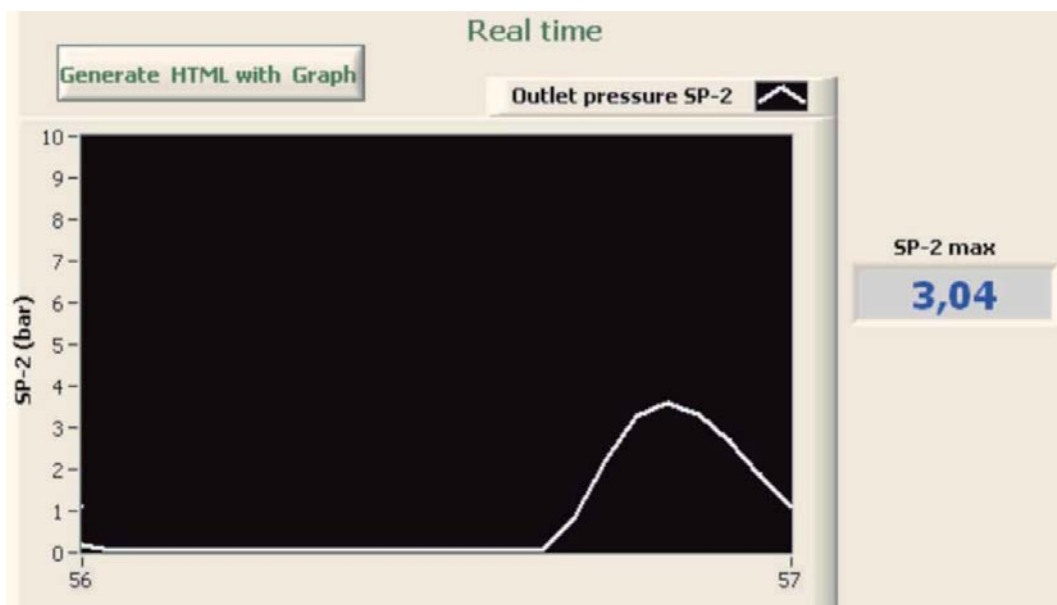 Real time
Generate HTML with Graph
Outlet pressure SP-2
10
9
8
7
6
5
4
3
2
1
0
SP-2 (bar)
56
57
SP-2 max
3,04